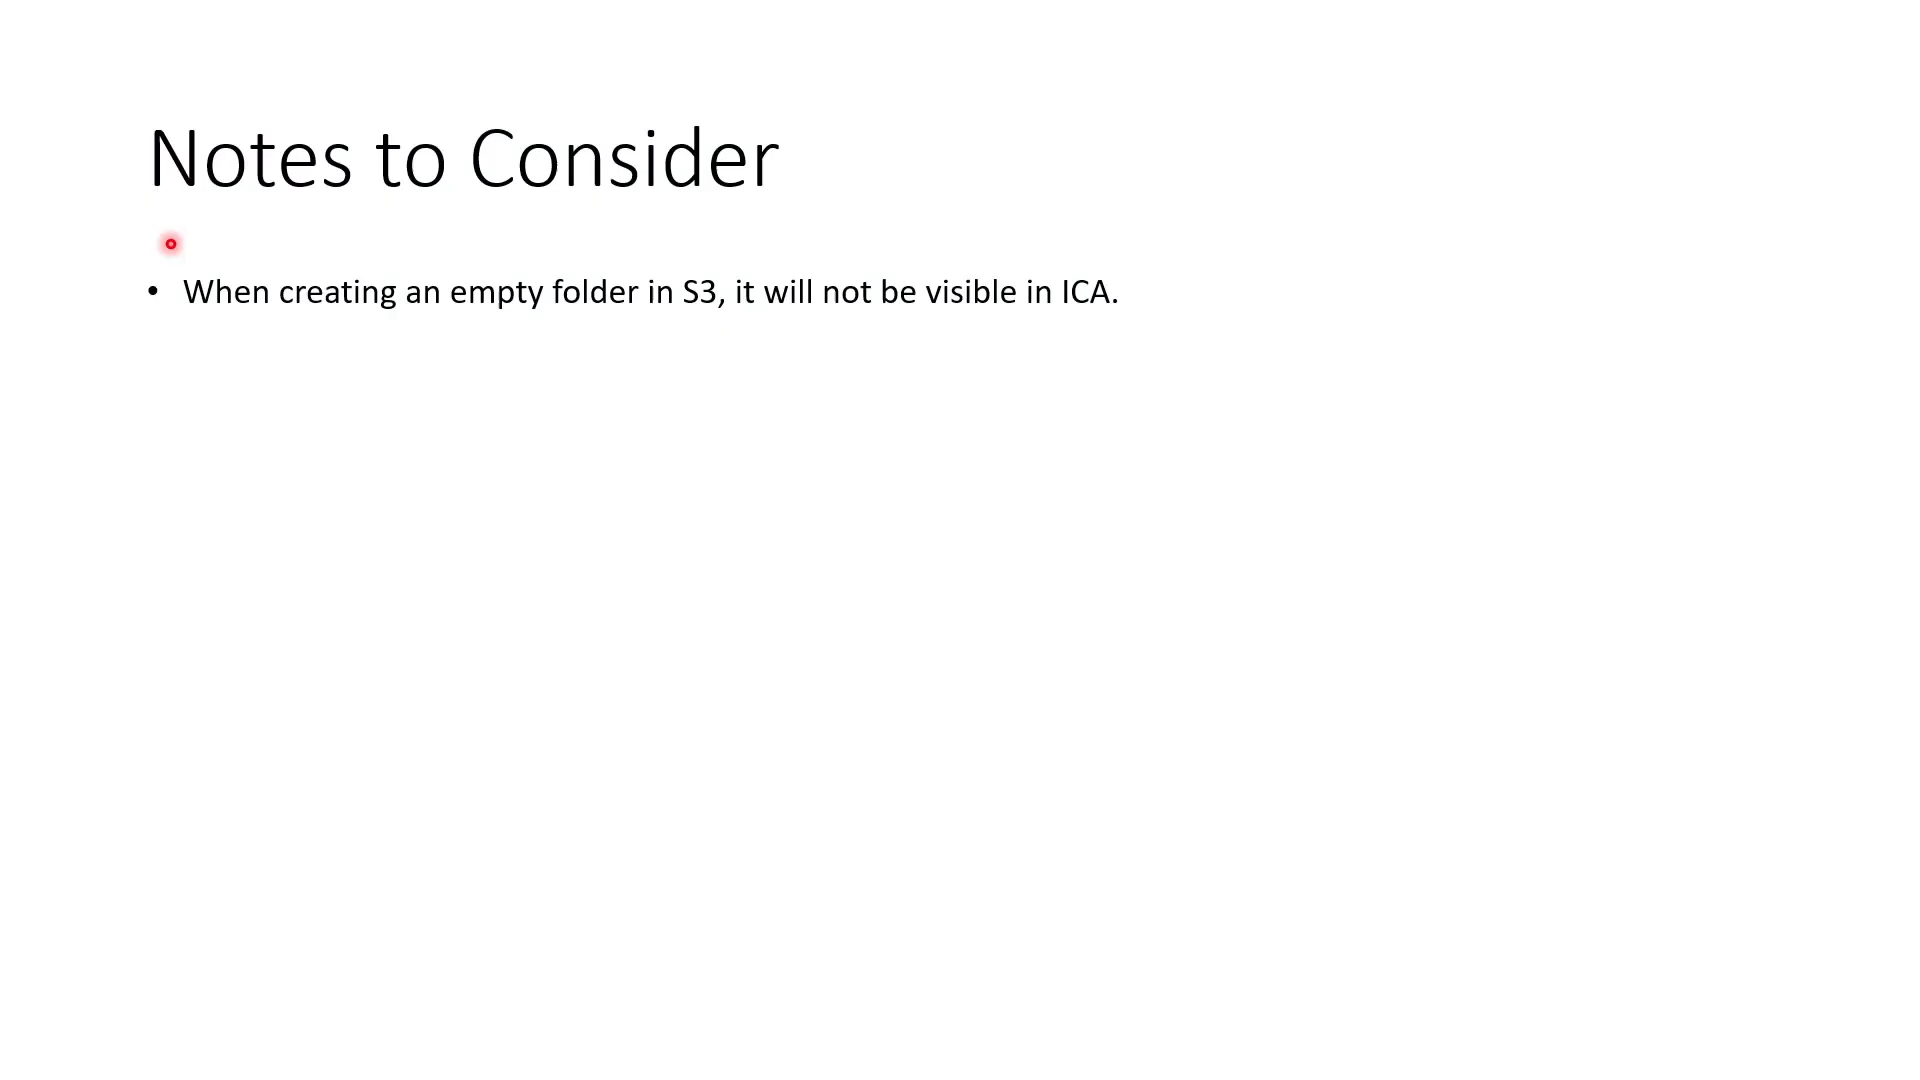 Notes to Consider
• When creating an empty folder in S3, it will not be visible in ICA.